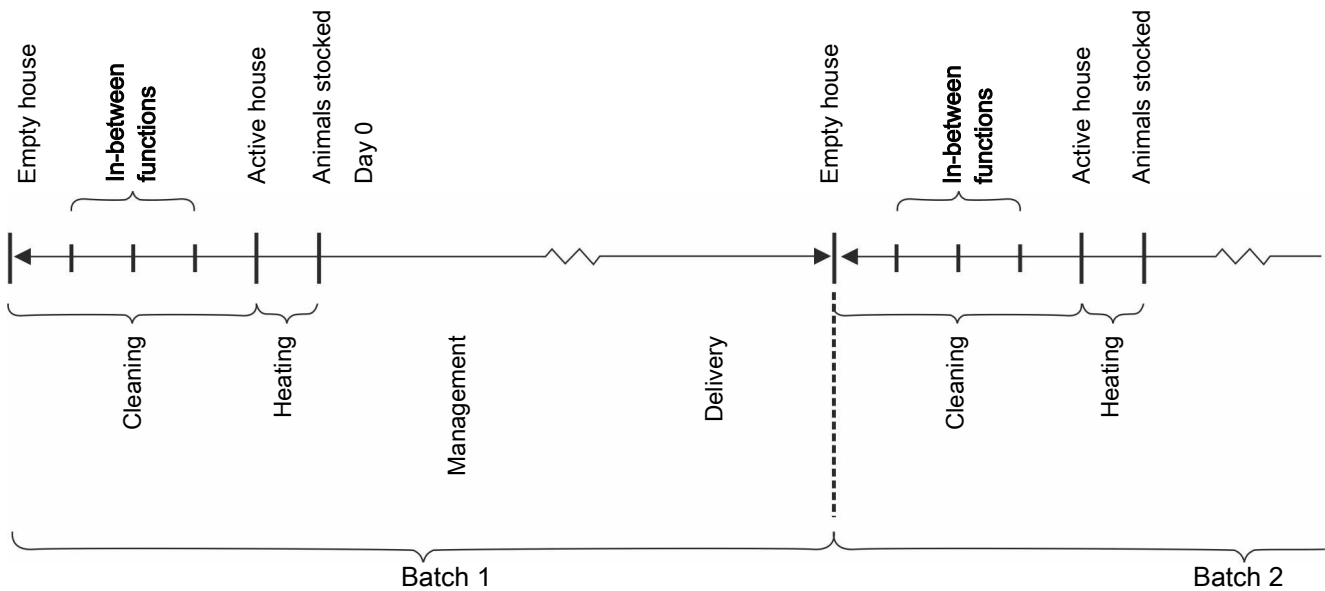 Empty house
In-between
functions
Active house
Animals stocked
Day 0
Empty house
In-between
functions
Active house
Animals stocked
Cleaning
Heating
Management
Delivery
Cleaning
Heating
Batch 1
Batch 2